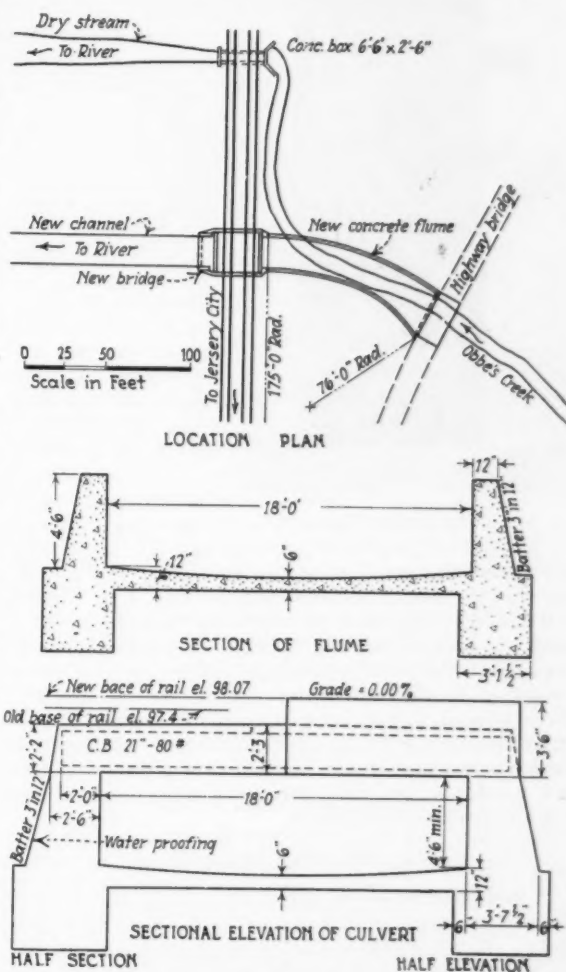 Dry stream
To River
Conc. box 6'-6" x 2'-6"
New channel
To River
New bridge
New concrete flume
Highway bridge
0 25 50 100
Scale in Feet
To Jersery City
175'-0" Rad.
76'-0" Rad.
Obbe's Creek
LOCATION PLAN
4'-6"
12"
18'-0"
6"
12"
Batter 3" in 12"
SECTION OF FLUME
3'-1½"
New bace of rail el. 98.07
Grade = 0.00%
Old base of rail el. 97.4
2'-2"
C.B 21"-80#
2'-3"
3'-6"
2'-0"
18'-0"
2'-6"
Batter 3" in 12"
Water proofing
6"
4'-6" min.
12"
SECTIONAL ELEVATION OF CULVERT
6" 3'-7½" 6"
HALF SECTION
HALF ELEVATION